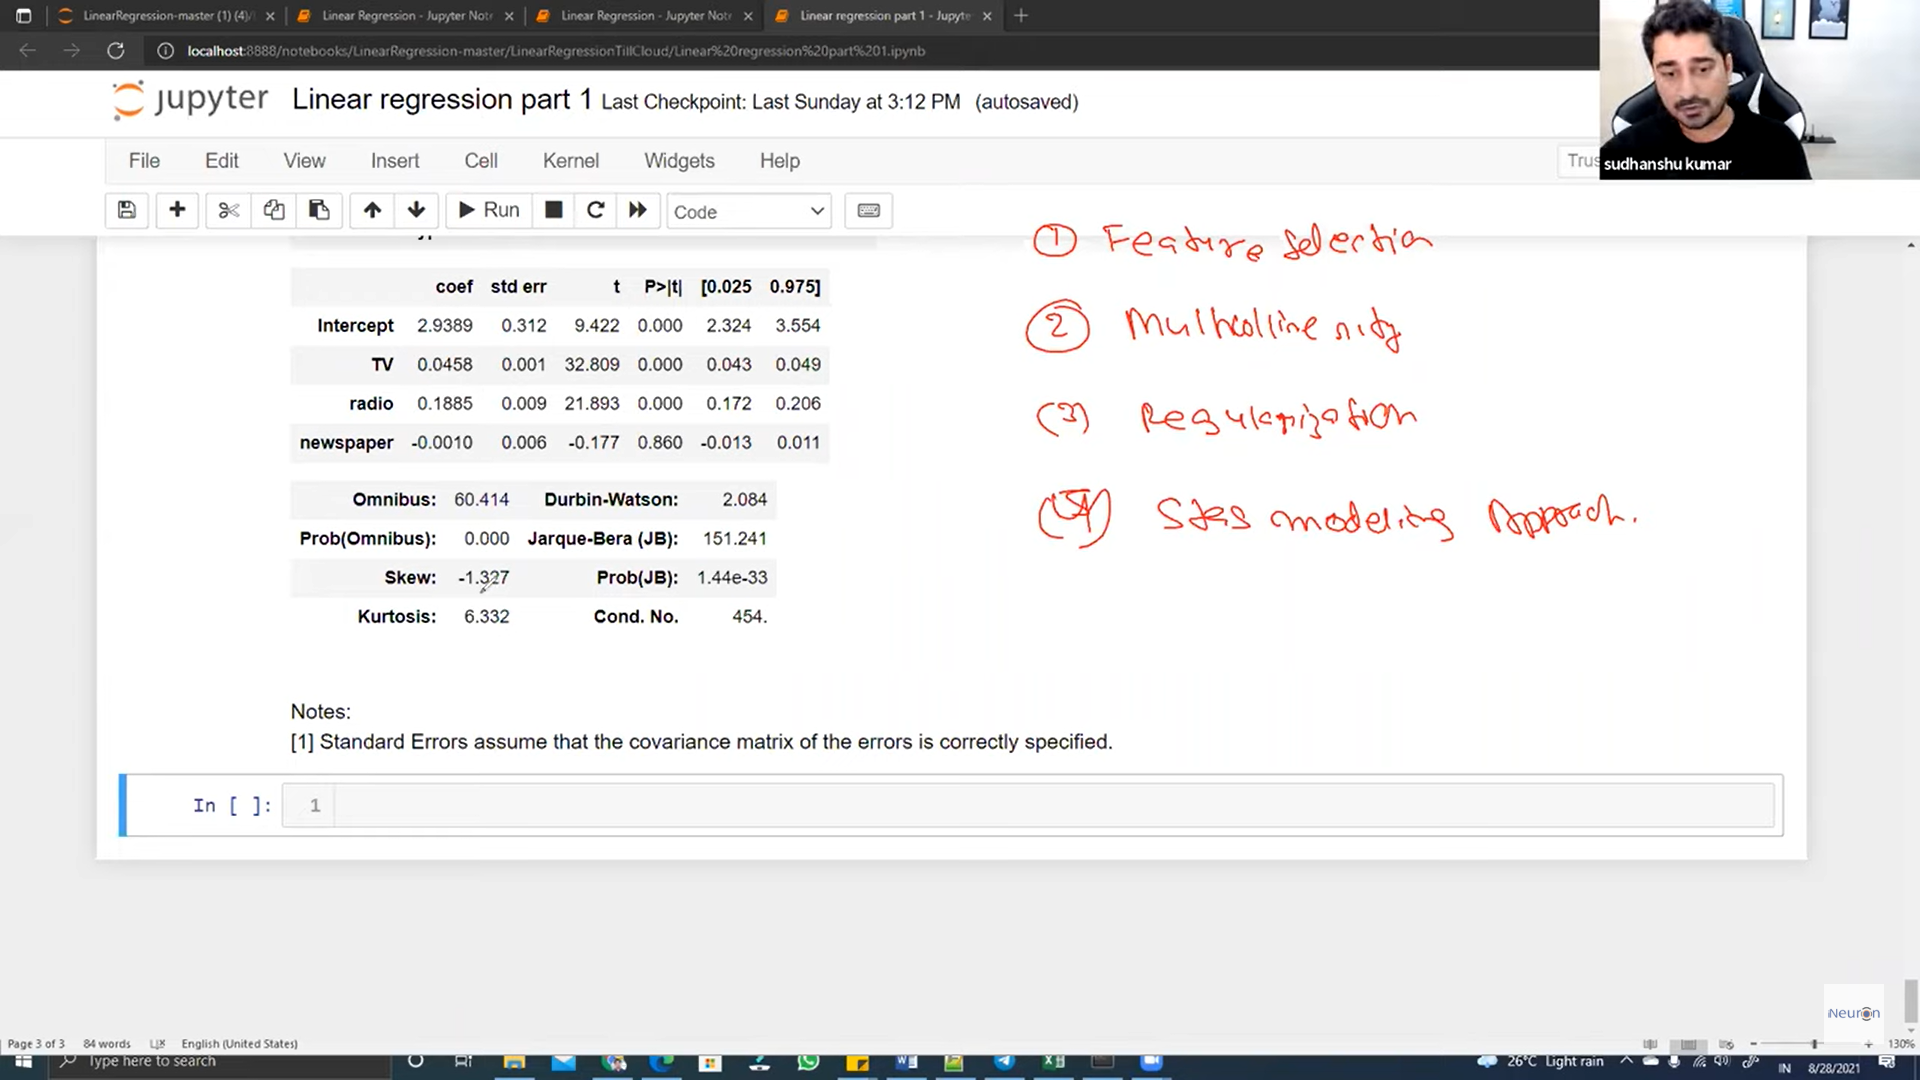 LinearRegression-master (1) (4)/
Linear Regression - Jupyter Not
Linear Regression - Jupyter Not
Linear regression part 1 - Jupyte
localhost:8888/notebooks/LinearRegression-master/LinearRegressionTillCloud/Linear%20regression%20part%201.ipynb
sudhanshu kumar
jupyter Linear regression part 1 Last Checkpoint: Last Sunday at 3:12 PM (autosaved)
File Edit View Insert Cell Kernel Widgets Help Trus
Run Code
coef std err t P>|t| [0.025 0.975]
Intercept 2.9389 0.312 9.422 0.000 2.324 3.554
TV 0.0458 0.001 32.809 0.000 0.043 0.049
radio 0.1885 0.009 21.893 0.000 0.172 0.206
newspaper -0.0010 0.006 -0.177 0.860 -0.013 0.011
Omnibus: 60.414 Durbin-Watson: 2.084
Prob(Omnibus): 0.000 Jarque-Bera (JB): 151.241
Skew: -1.327 Prob(JB): 1.44e-33
Kurtosis: 6.332 Cond. No. 454.
① Feature selection
②
(3) Regularization
modeling Approach.
Notes:
[1] Standard Errors assume that the covariance matrix of the errors is correctly specified.
In [ ]: 1
iNeuron
Page 3 of 3 84 words English (United States) 130%
Type here to search 26°C Light rain IN 8/28/2021